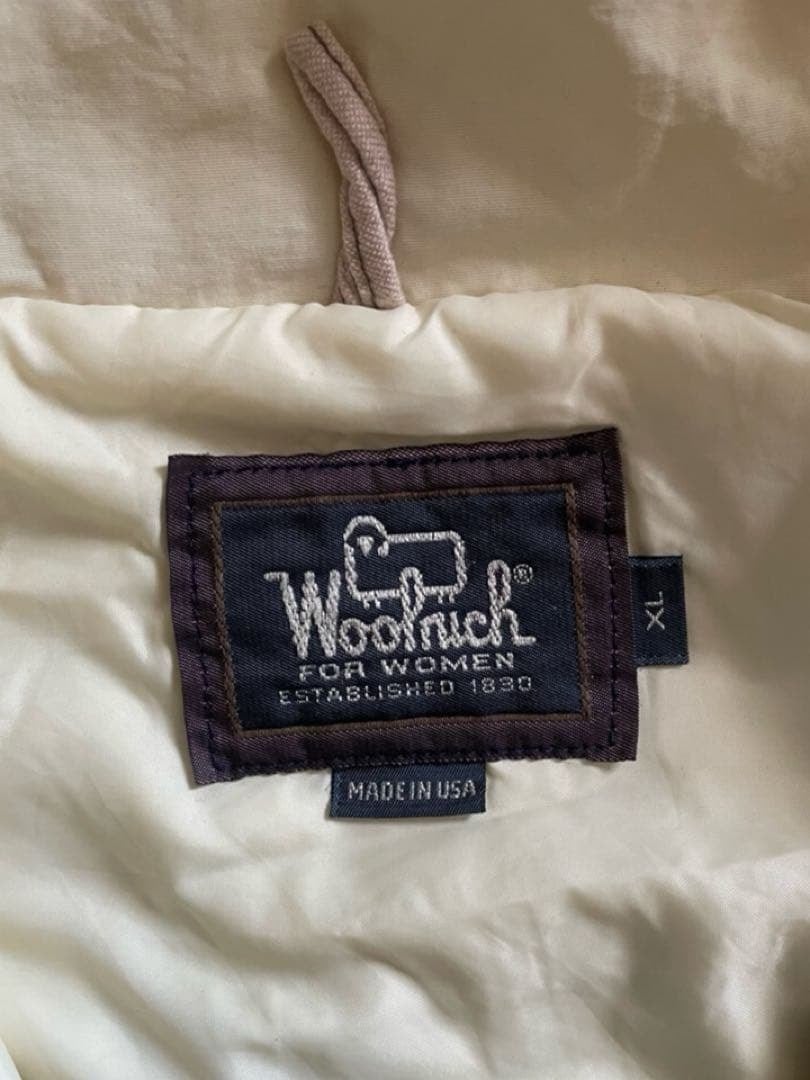 Woolrich®
FOR WOMEN
ESTABLISHED 1830
XL
MADE IN USA